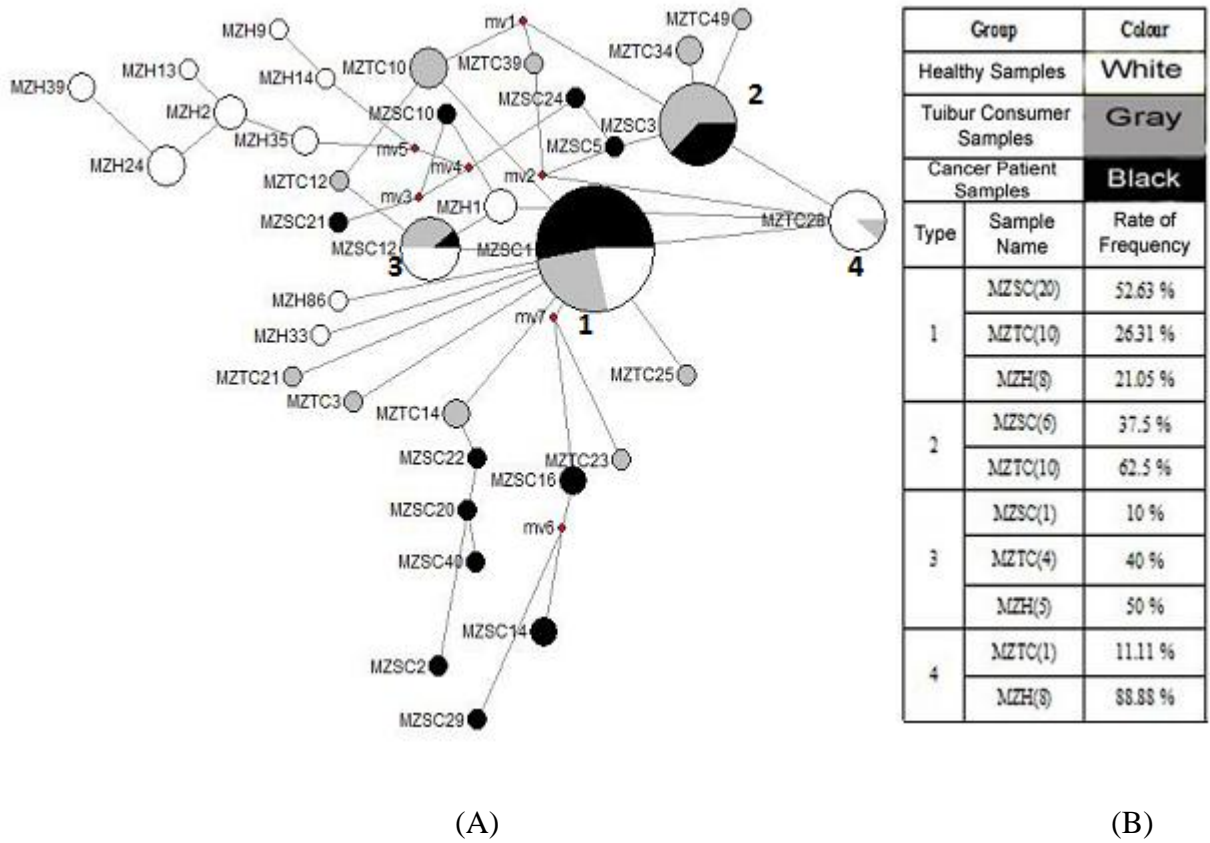 mv1
MZTC49
MZH9
MZTC34
MZH13
MZTC10
MZTC39
MZH39
MZH14
2
MZSC24
MZH2
MZSC10
MZSC3
MZH35
MZSC5
mv5
MZH24
mv4
mv2
MZTC12
mv3
MZH1
MZSC21
MZTC28
MZSC12
MZSC1
3
4
MZH86
mv7
1
MZH33
MZTC21
MZTC25
MZTC3
MZTC14
MZSC22
MZTC23
MZSC16
MZSC20
mv6
MZSC40
MZSC14
MZSC2
MZSC29
(A)
Group Colour
Healthy Samples White
Tuibur Consumer
Samples
Gray
Cancer Patient
Samples
Black
Type Sample
Name
Rate of
Frequency
1
MZSC(20) 52.63 %
MZTC(10) 26.31 %
MZH(8) 21.05 %
2
MZSC(6) 37.5 %
MZTC(10) 62.5 %
3
MZSC(1) 10 %
MZTC(4) 40 %
MZH(5) 50 %
4
MZTC(1) 11.11 %
MZH(8) 88.88 %
(B)